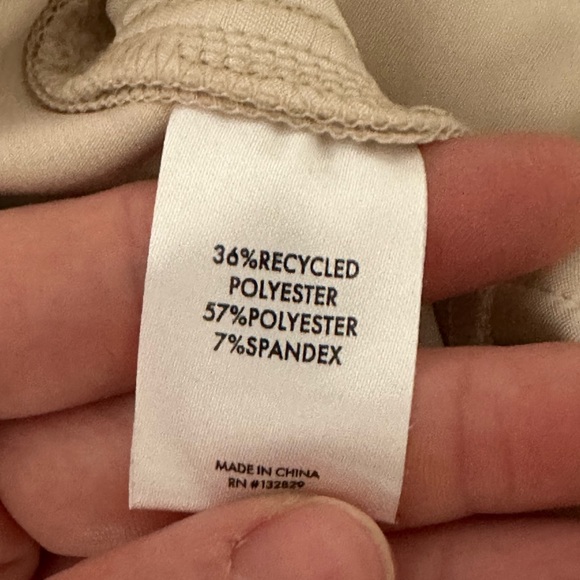 36%RECYCLED
POLYESTER
57%POLYESTER
7%SPANDEX
MADE IN CHINA
RN #132829